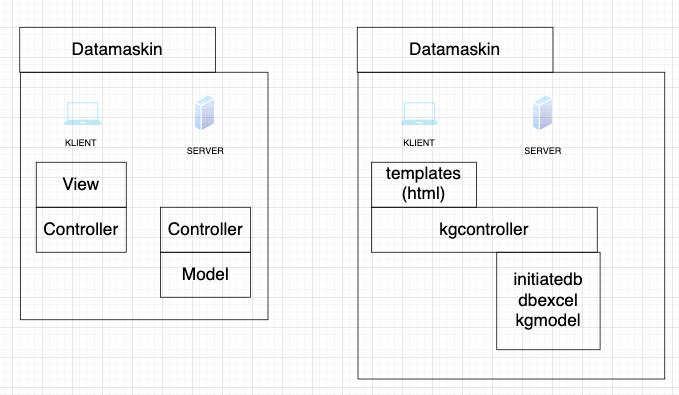 Datamaskin
KLIENT
SERVER
View
Controller
Controller
Model
Datamaskin
KLIENT
SERVER
templates
(html)
kgcontroller
initiatedb
dbexcel
kgmodel